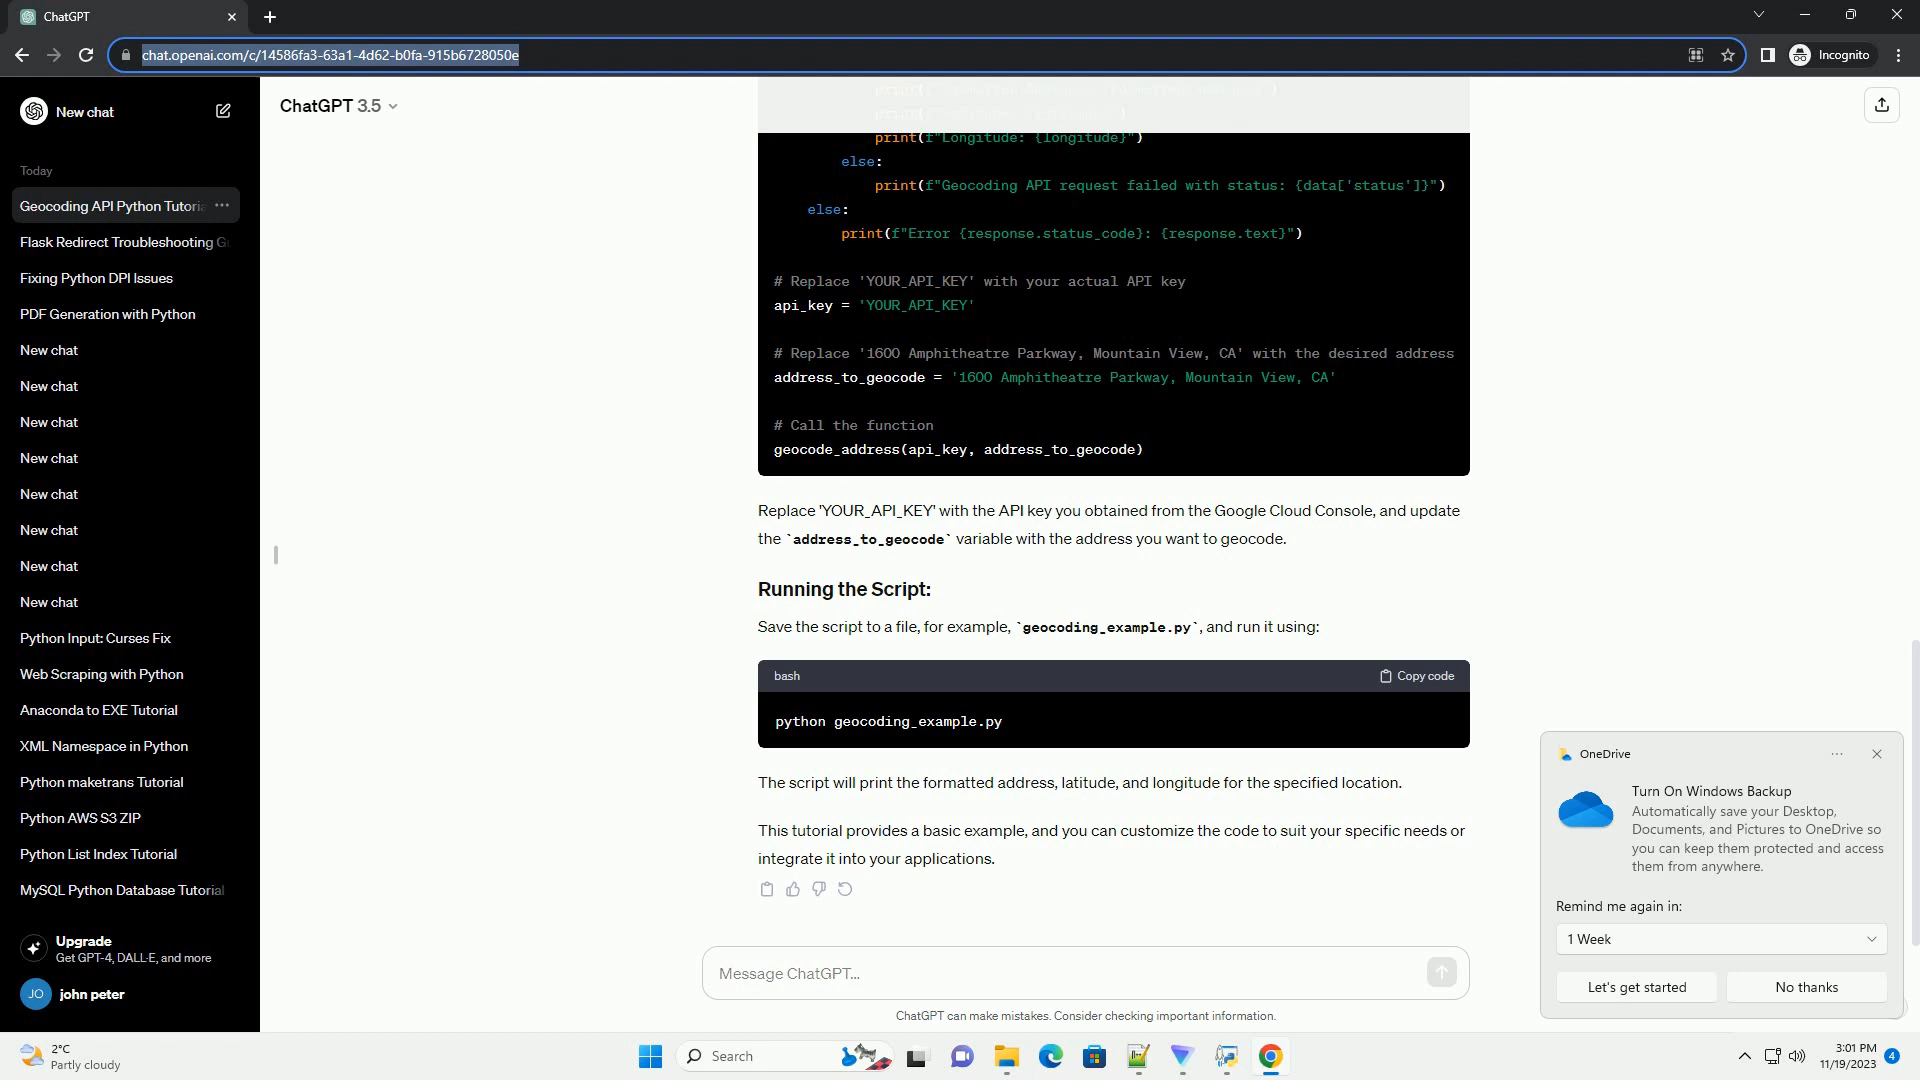 ChatGPT
chat.openai.com/c/14586fa3-63a1-4d62-b0fa-915b6728050e
Incognito
New chat
Today
Geocoding API Python Tutori
Flask Redirect Troubleshooting G
Fixing Python DPI Issues
PDF Generation with Python
New chat
New chat
New chat
New chat
New chat
New chat
New chat
New chat
Python Input: Curses Fix
Web Scraping with Python
Anaconda to EXE Tutorial
XML Namespace in Python
Python maketrans Tutorial
Python AWS S3 ZIP
Python List Index Tutorial
MySQL Python Database Tutorial
Upgrade
Get GPT-4, DALL·E, and more
JO
john peter
ChatGPT 3.5
print(f"Longitude: {longitude}")
else:
print(f"Geocoding API request failed with status: {data['status']}")
else:
print(f"Error {response.status_code}: {response.text}")
# Replace 'YOUR_API_KEY' with your actual API key
api_key = 'YOUR_API_KEY'
# Replace '1600 Amphitheatre Parkway, Mountain View, CA' with the desired address
address_to_geocode = '1600 Amphitheatre Parkway, Mountain View, CA'
# Call the function
geocode_address(api_key, address_to_geocode)
Replace 'YOUR_API_KEY' with the API key you obtained from the Google Cloud Console, and update
the `address_to_geocode` variable with the address you want to geocode.
Running the Script:
Save the script to a file, for example, `geocoding_example.py`, and run it using:
bash
Copy code
python geocoding_example.py
The script will print the formatted address, latitude, and longitude for the specified location.
This tutorial provides a basic example, and you can customize the code to suit your specific needs or
integrate it into your applications.
Message ChatGPT...
ChatGPT can make mistakes. Consider checking important information.
OneDrive
Turn On Windows Backup
Automatically save your Desktop,
Documents, and Pictures to OneDrive so
you can keep them protected and access
them from anywhere.
Remind me again in:
1 Week
Let's get started
No thanks
2°C
Partly cloudy
Search
3:01 PM
11/19/2023
4